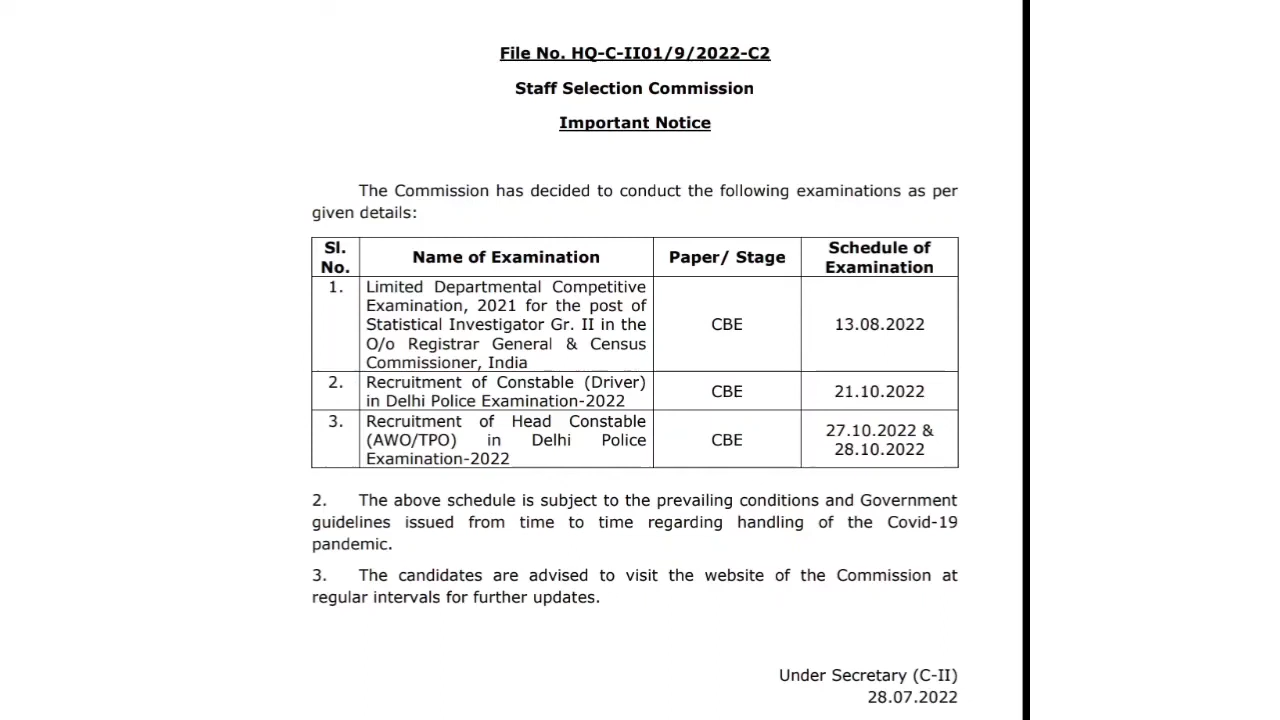 File No. HQ-C-II01/9/2022-C2
Staff Selection Commission
Important Notice
The Commission has decided to conduct the following examinations as per
given details:
Sl. No. Name of Examination Paper/ Stage Schedule of Examination
1. Limited Departmental Competitive
Examination, 2021 for the post of
Statistical Investigator Gr. II in the
O/o Registrar General & Census
Commissioner, India
CBE
13.08.2022
2. Recruitment of Constable (Driver)
in Delhi Police Examination-2022
CBE
21.10.2022
3. Recruitment of Head Constable
(AWO/TPO) in Delhi Police
Examination-2022
CBE
27.10.2022 &
28.10.2022
2. The above schedule is subject to the prevailing conditions and Government
guidelines issued from time to time regarding handling of the Covid-19
pandemic.
3. The candidates are advised to visit the website of the Commission at
regular intervals for further updates.
Under Secretary (C-II)
28.07.2022